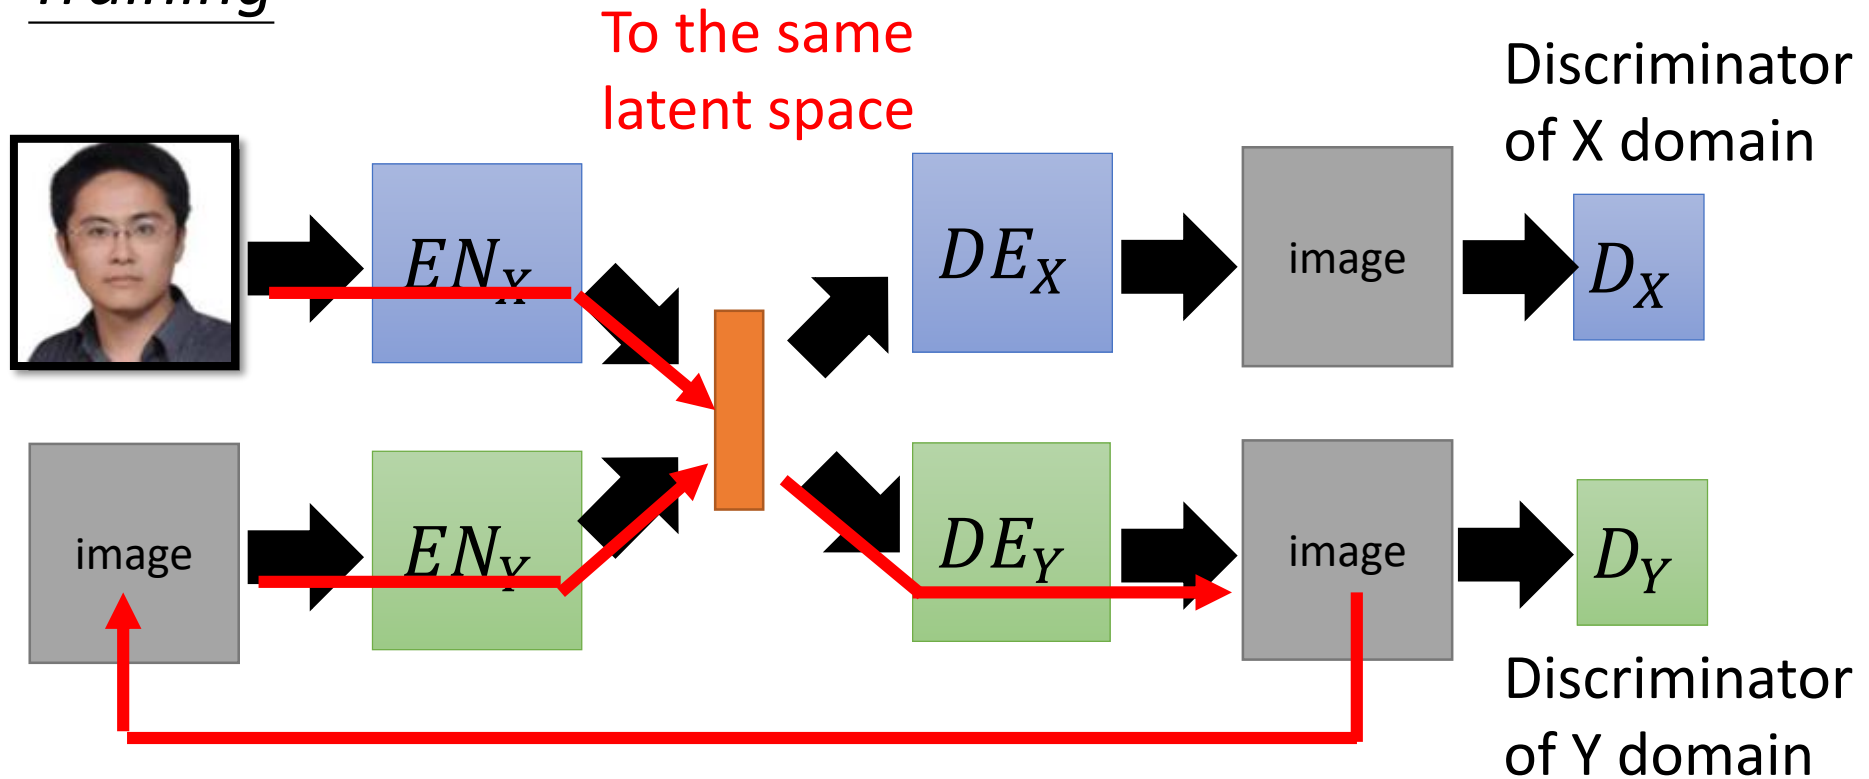 Training
To the same
latent space
Discriminator
of X domain
EN_X
DE_X
image
D_X
image
EN_Y
DE_Y
image
D_Y
Discriminator
of Y domain